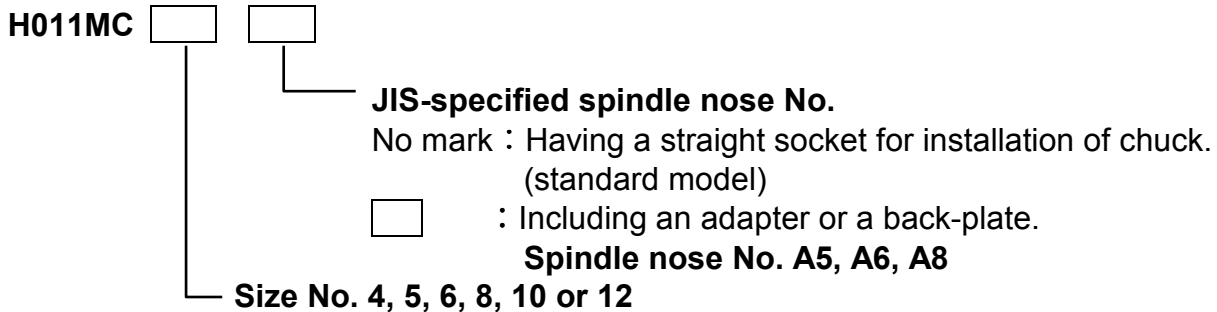 H011MC
JIS-specified spindle nose No.
No mark：Having a straight socket for installation of chuck.
(standard model)
：Including an adapter or a back-plate.
Spindle nose No. A5, A6, A8
Size No. 4, 5, 6, 8, 10 or 12